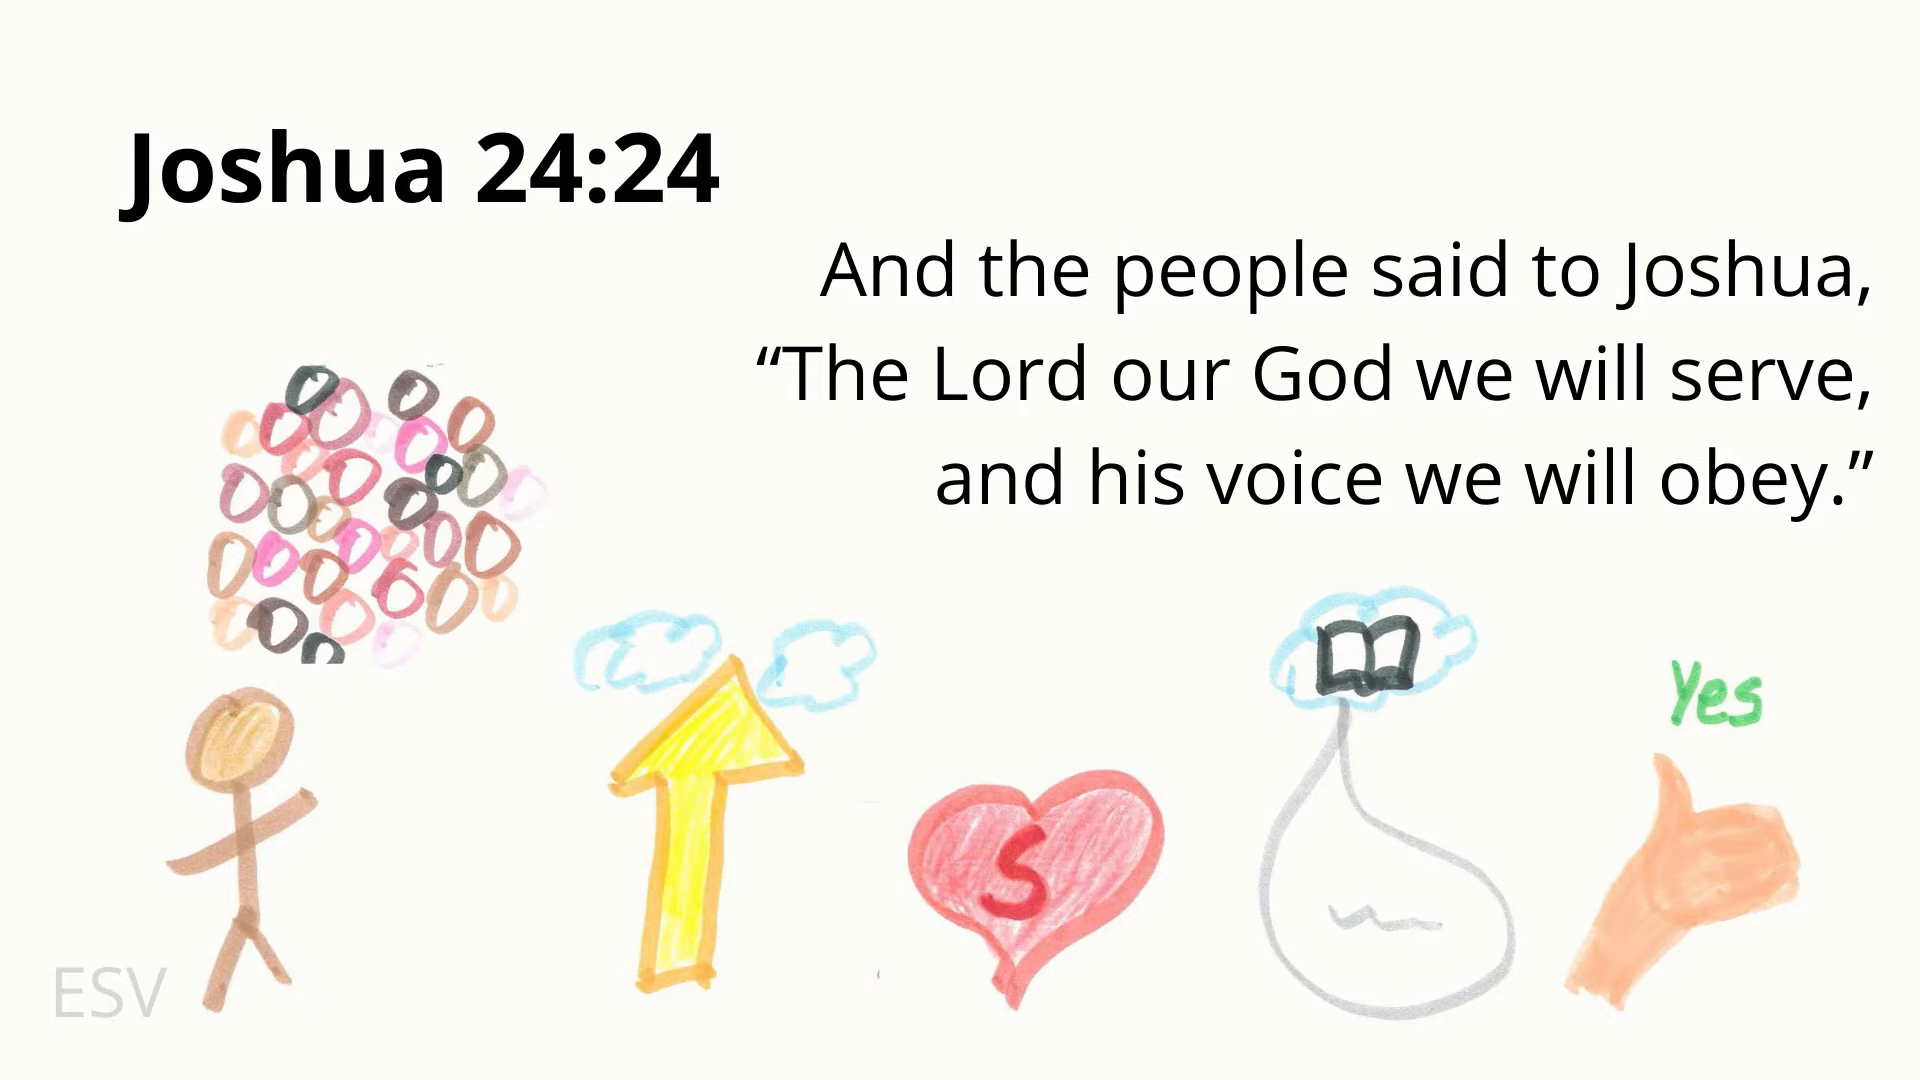 Joshua 24:24
And the people said to Joshua,
“The Lord our God we will serve,
and his voice we will obey.”
Yes
S
ESV